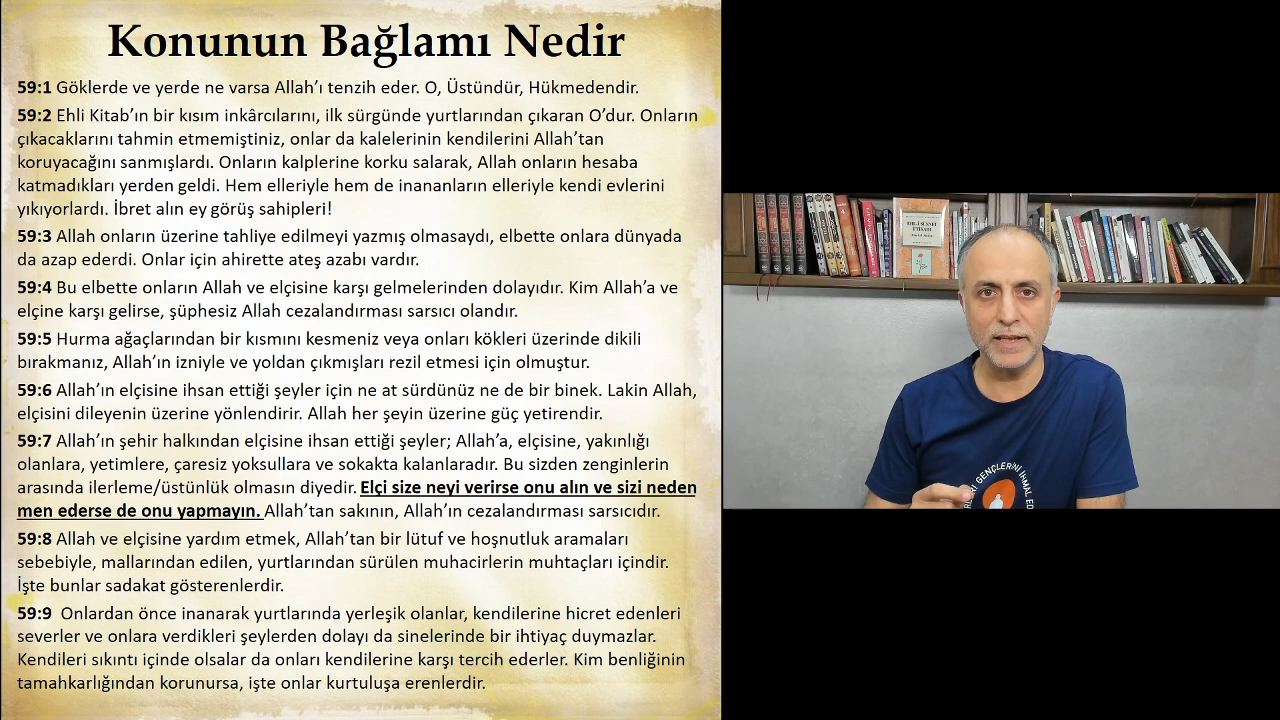 Konunun Bağlamı Nedir
59:1 Göklerde ve yerde ne varsa Allah’ı tenzih eder. O, Üstündür, Hükmedendir.
59:2 Ehli Kitab’ın bir kısım inkârcılarını, ilk sürgünde yurtlarından çıkaran O’dur. Onların
çıkacaklarını tahmin etmemiştiniz, onlar da kalelerinin kendilerini Allah’tan
koruyacağını sanmışlardı. Onların kalplerine korku salarak, Allah onların hesaba
katmadıkları yerden geldi. Hem elleriyle hem de inananların elleriyle kendi evlerini
yıkıyorlardı. İbret alın ey görüş sahipleri!
59:3 Allah onların üzerine tahliye edilmeyi yazmış olmasaydı, elbette onlara dünyada
da azap ederdi. Onlar için ahirette ateş azabı vardır.
59:4 Bu elbette onların Allah ve elçisine karşı gelmelerinden dolayıdır. Kim Allah’a ve
elçine karşı gelirse, şüphesiz Allah cezalandırması sarsıcı olandır.
59:5 Hurma ağaçlarından bir kısmını kesmeniz veya onları kökleri üzerinde dikili
bırakmanız, Allah’ın izniyle ve yoldan çıkmışları rezil etmesi için olmuştur.
59:6 Allah’ın elçisine ihsan ettiği şeyler için ne at sürdünüz ne de bir binek. Lakin Allah,
elçisini dileyenin üzerine yönlendirir. Allah her şeyin üzerine güç yetirendir.
59:7 Allah’ın şehir halkından elçisine ihsan ettiği şeyler; Allah’a, elçisine, yakınlığı
olanlara, yetimlere, çaresiz yoksullara ve sokakta kalanlaradır. Bu sizden zenginlerin
arasında ilerleme/üstünlük olmasın diyedir. Elçi size neyi verirse onu alın ve sizi neden
men ederse de onu yapmayın. Allah’tan sakının, Allah’ın cezalandırması sarsıcıdır.
59:8 Allah ve elçisine yardım etmek, Allah’tan bir lütuf ve hoşnutluk aramaları
sebebiyle, mallarından edilen, yurtlarından sürülen muhacirlerin muhtaçları içindir.
İşte bunlar sadakat gösterenlerdir.
59:9 Onlardan önce inanarak yurtlarında yerleşik olanlar, kendilerine hicret edenleri
severler ve onlara verdikleri şeylerden dolayı da sinelerinde bir ihtiyaç duymazlar.
Kendileri sıkıntı içinde olsalar da onları kendilerine karşı tercih ederler. Kim benliğinin
tamahkarlığından korunursa, işte onlar kurtuluşa erenlerdir.
EHL-İ SÜNNET
İTİKADI
GENÇLERİNİ İHMAL ED